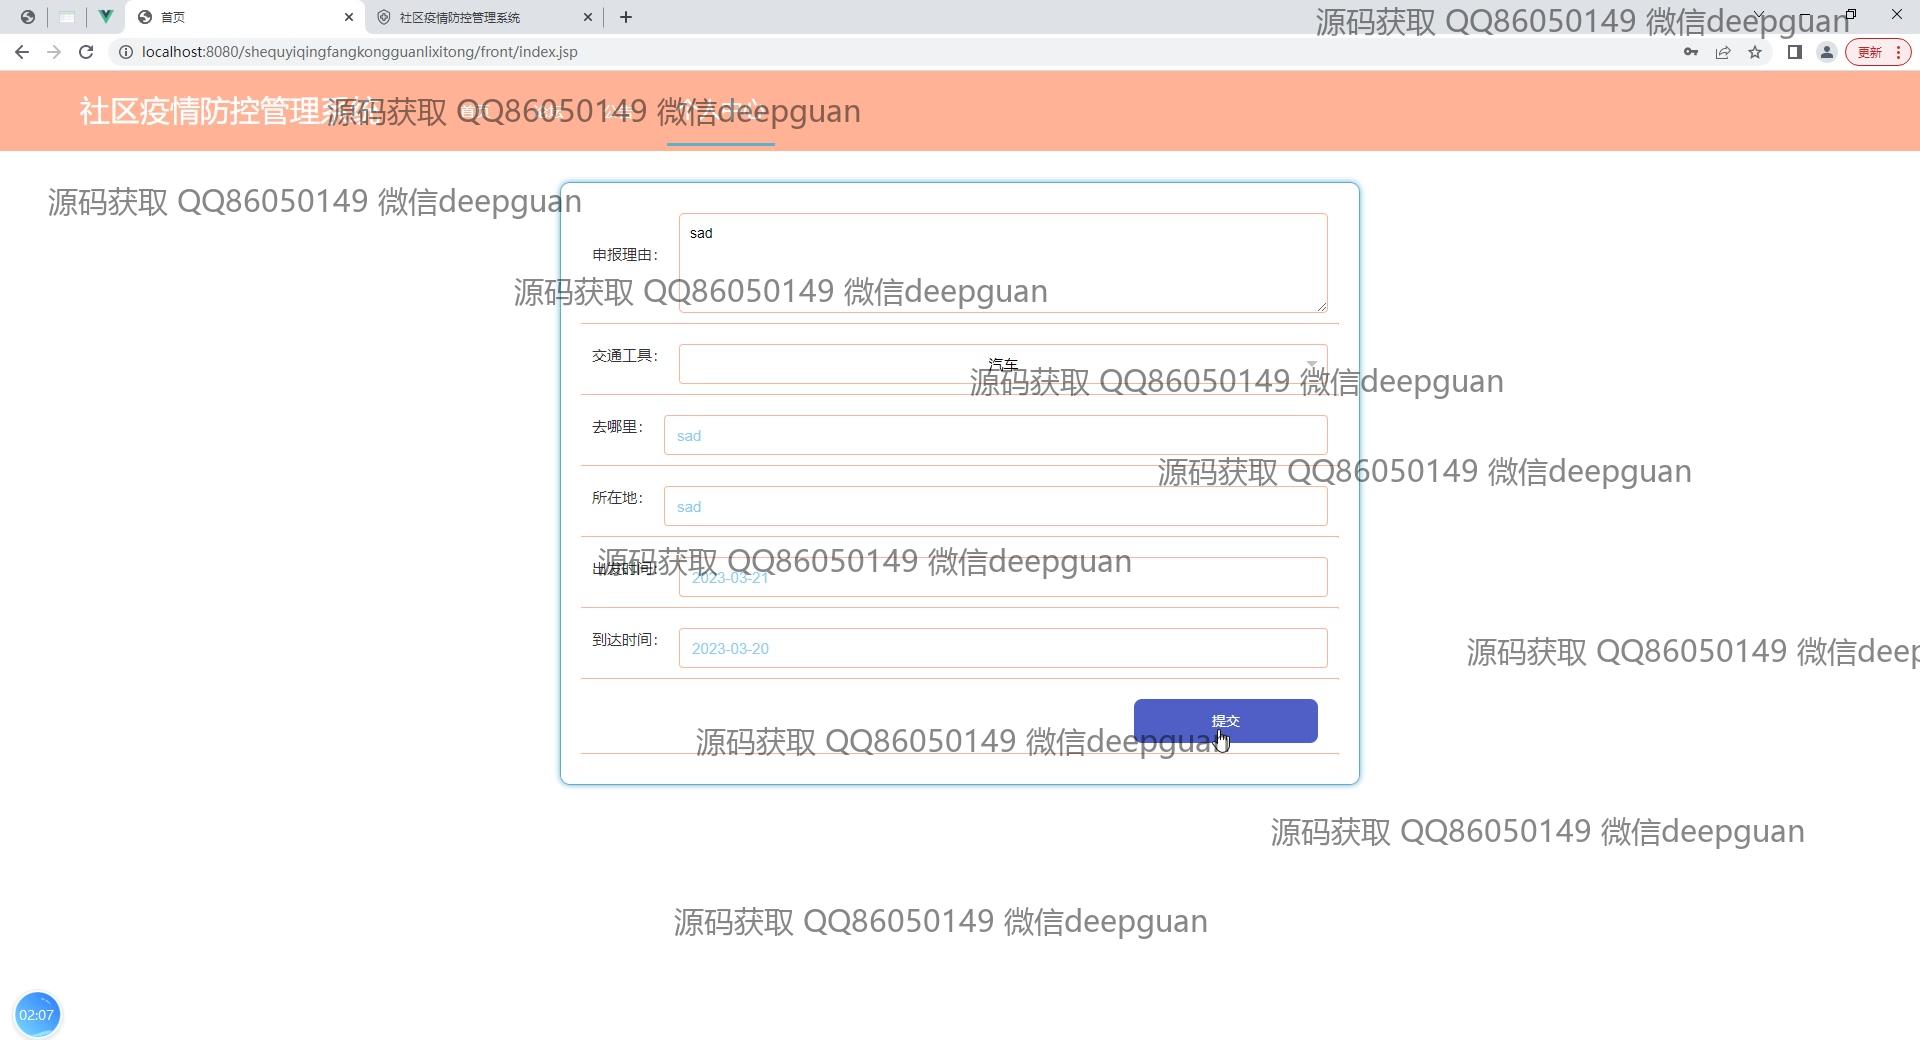 首页
社区疫情防控管理系统
源码获取 QQ86050149 微信deepguan
localhost:8080/shequyiqingfangkongguanlixitong/front/index.jsp
更新
社区疫情防控管理系统
首页
个人中心
源码获取 QQ86050149 微信deepguan
源码获取 QQ86050149 微信deepguan
申报理由：
sad
源码获取 QQ86050149 微信deepguan
交通工具：
汽车
源码获取 QQ86050149 微信deepguan
去哪里：
sad
源码获取 QQ86050149 微信deepguan
所在地：
sad
源码获取 QQ86050149 微信deepguan
出发时间：
2023-03-21
到达时间：
2023-03-20
源码获取 QQ86050149 微信deep
提交
源码获取 QQ86050149 微信deepguan
源码获取 QQ86050149 微信deepguan
源码获取 QQ86050149 微信deepguan
02:07